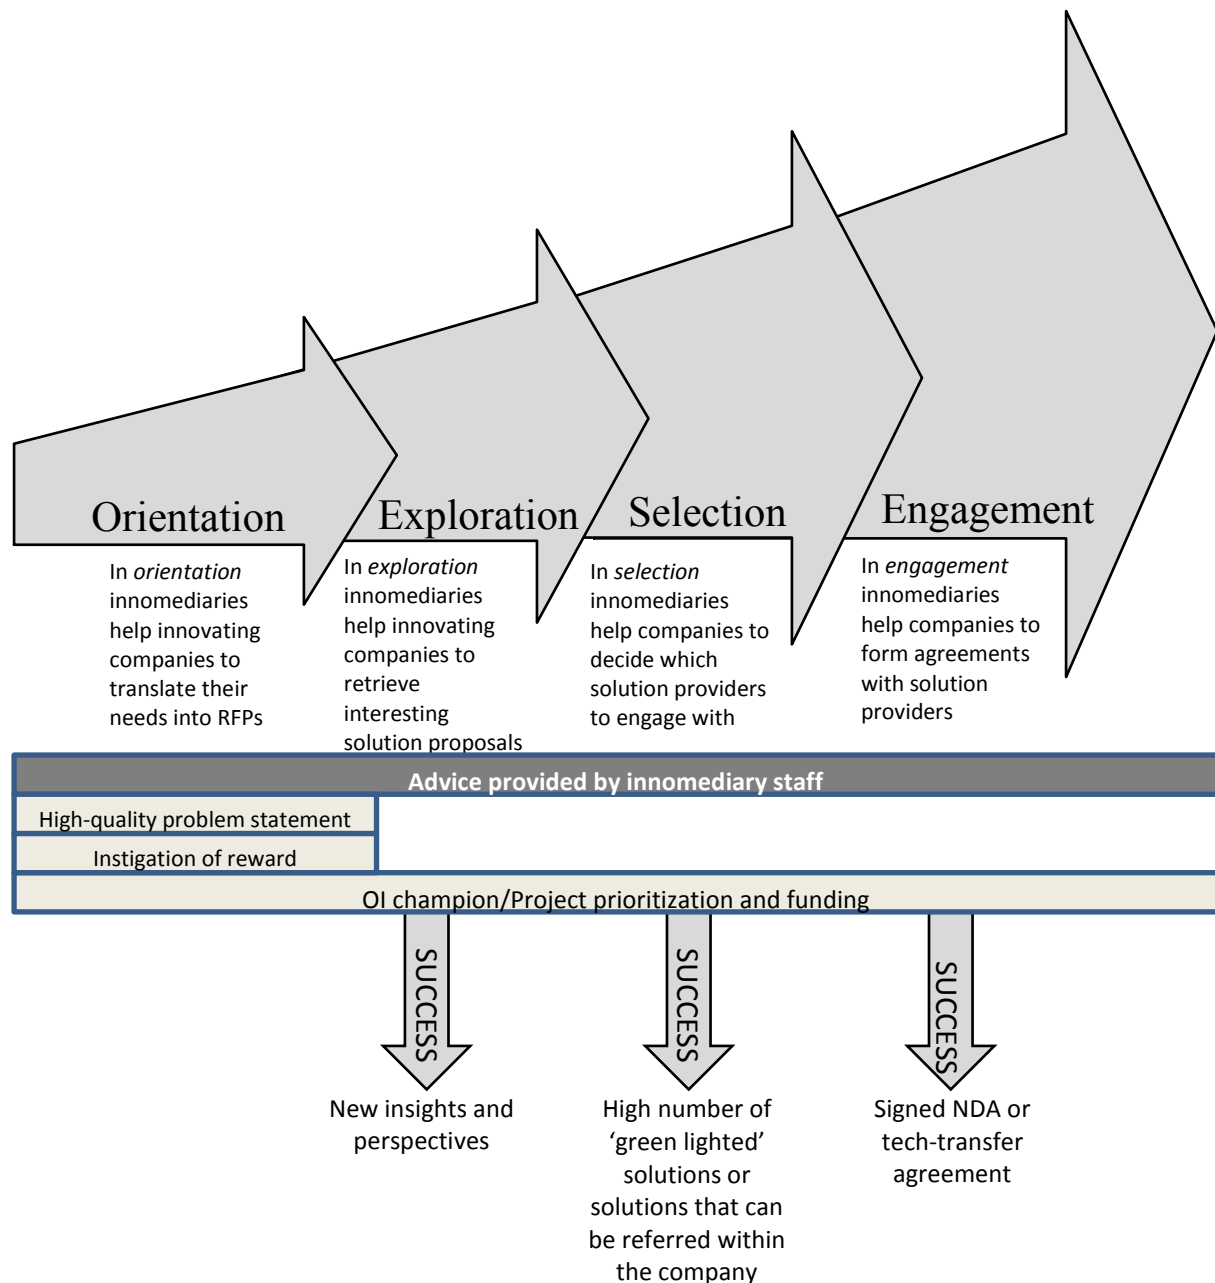 Orientation
Exploration
Selection
Engagement
In orientation
innomediaries
help innovating
companies to
translate their
needs into RFPs
In exploration
innomediaries
help innovating
companies to
retrieve
interesting
solution proposals
In selection
innomediaries
help companies to
decide which
solution providers
to engage with
In engagement
innomediaries
help companies to
form agreements
with solution
providers
Advice provided by innomediary staff
High-quality problem statement
Instigation of reward
OI champion/Project prioritization and funding
SUCCESS
SUCCESS
SUCCESS
New insights and
perspectives
High number of
‘green lighted’
solutions or
solutions that can
be referred within
the company
Signed NDA or
tech-transfer
agreement